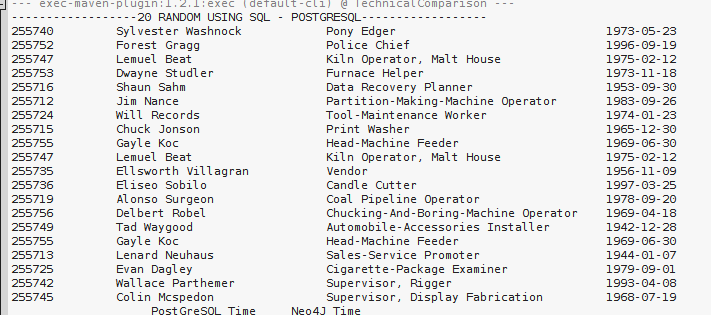 --- exec-maven-plugin:1.2.1:exec (default-cli) @ TechnicalComparison ---
------------------20 RANDOM USING SQL - POSTGRESQL------------------
255740 Sylvester Washnock Pony Edger 1973-05-23
255752 Forest Gragg Police Chief 1996-09-19
255747 Lemuel Beat Kiln Operator, Malt House 1975-02-12
255753 Dwayne Studler Furnace Helper 1973-11-18
255716 Shaun Sahm Data Recovery Planner 1953-09-30
255712 Jim Nance Partition-Making-Machine Operator 1983-09-26
255724 Will Records Tool-Maintenance Worker 1974-01-23
255715 Chuck Jonson Print Washer 1965-12-30
255755 Gayle Koc Head-Machine Feeder 1969-06-30
255747 Lemuel Beat Kiln Operator, Malt House 1975-02-12
255735 Ellsworth Villagran Vendor 1956-11-09
255736 Eliseo Sobilo Candle Cutter 1997-03-25
255719 Alonso Surgeon Coal Pipeline Operator 1978-09-20
255756 Delbert Robel Chucking-And-Boring-Machine Operator 1969-04-18
255749 Tad Waygood Automobile-Accessories Installer 1942-12-28
255755 Gayle Koc Head-Machine Feeder 1969-06-30
255713 Lenard Neuhaus Sales-Service Promoter 1944-01-07
255725 Evan Dagley Cigarette-Package Examiner 1979-09-01
255742 Wallace Parthemer Supervisor, Rigger 1993-04-08
255745 Colin Mcspedon Supervisor, Display Fabrication 1968-07-19
PostGreSQL Time Neo4J Time